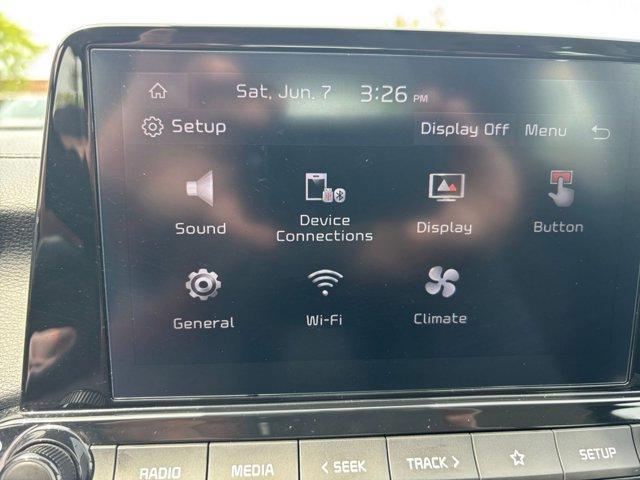 Sat, Jun. 7 3:26 PM
Setup Display Off Menu
Sound Device Connections Display Button
General Wi-Fi Climate
RADIO MEDIA < SEEK TRACK > SETUP